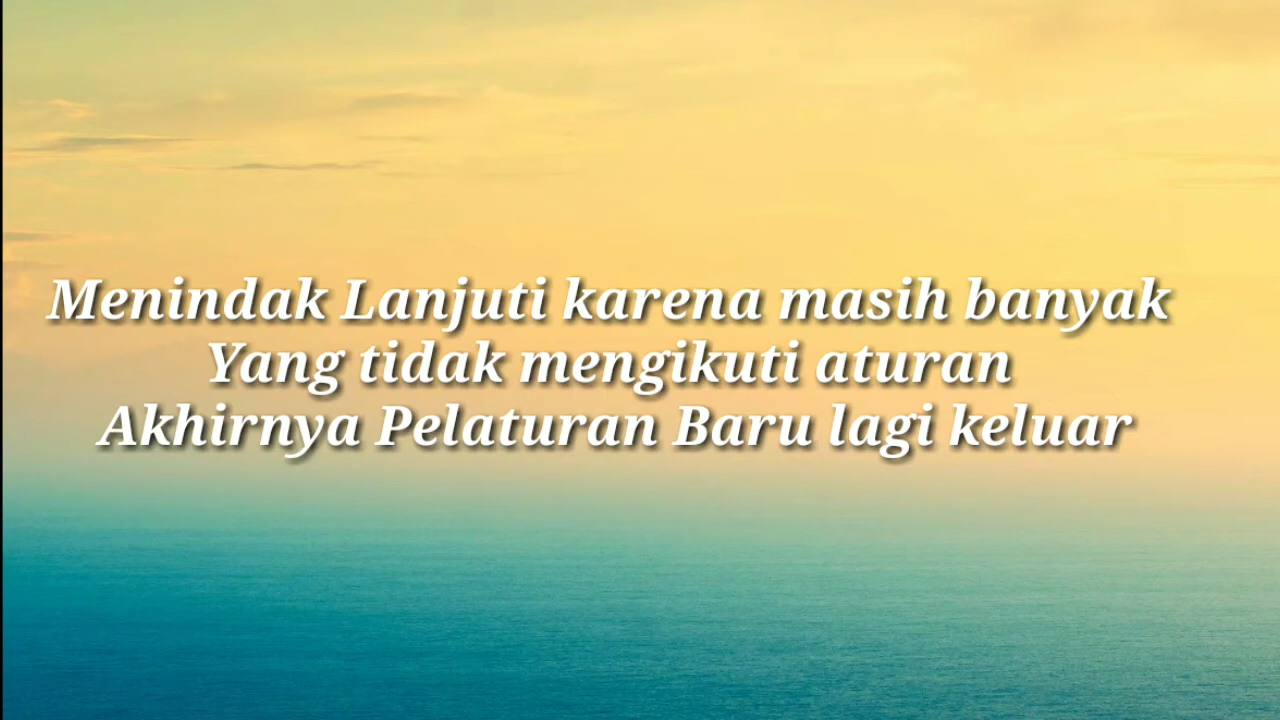 Menindak Lanjuti karena masih banyak
Yang tidak mengikuti aturan
Akhirnya Pelaturan Baru lagi keluar